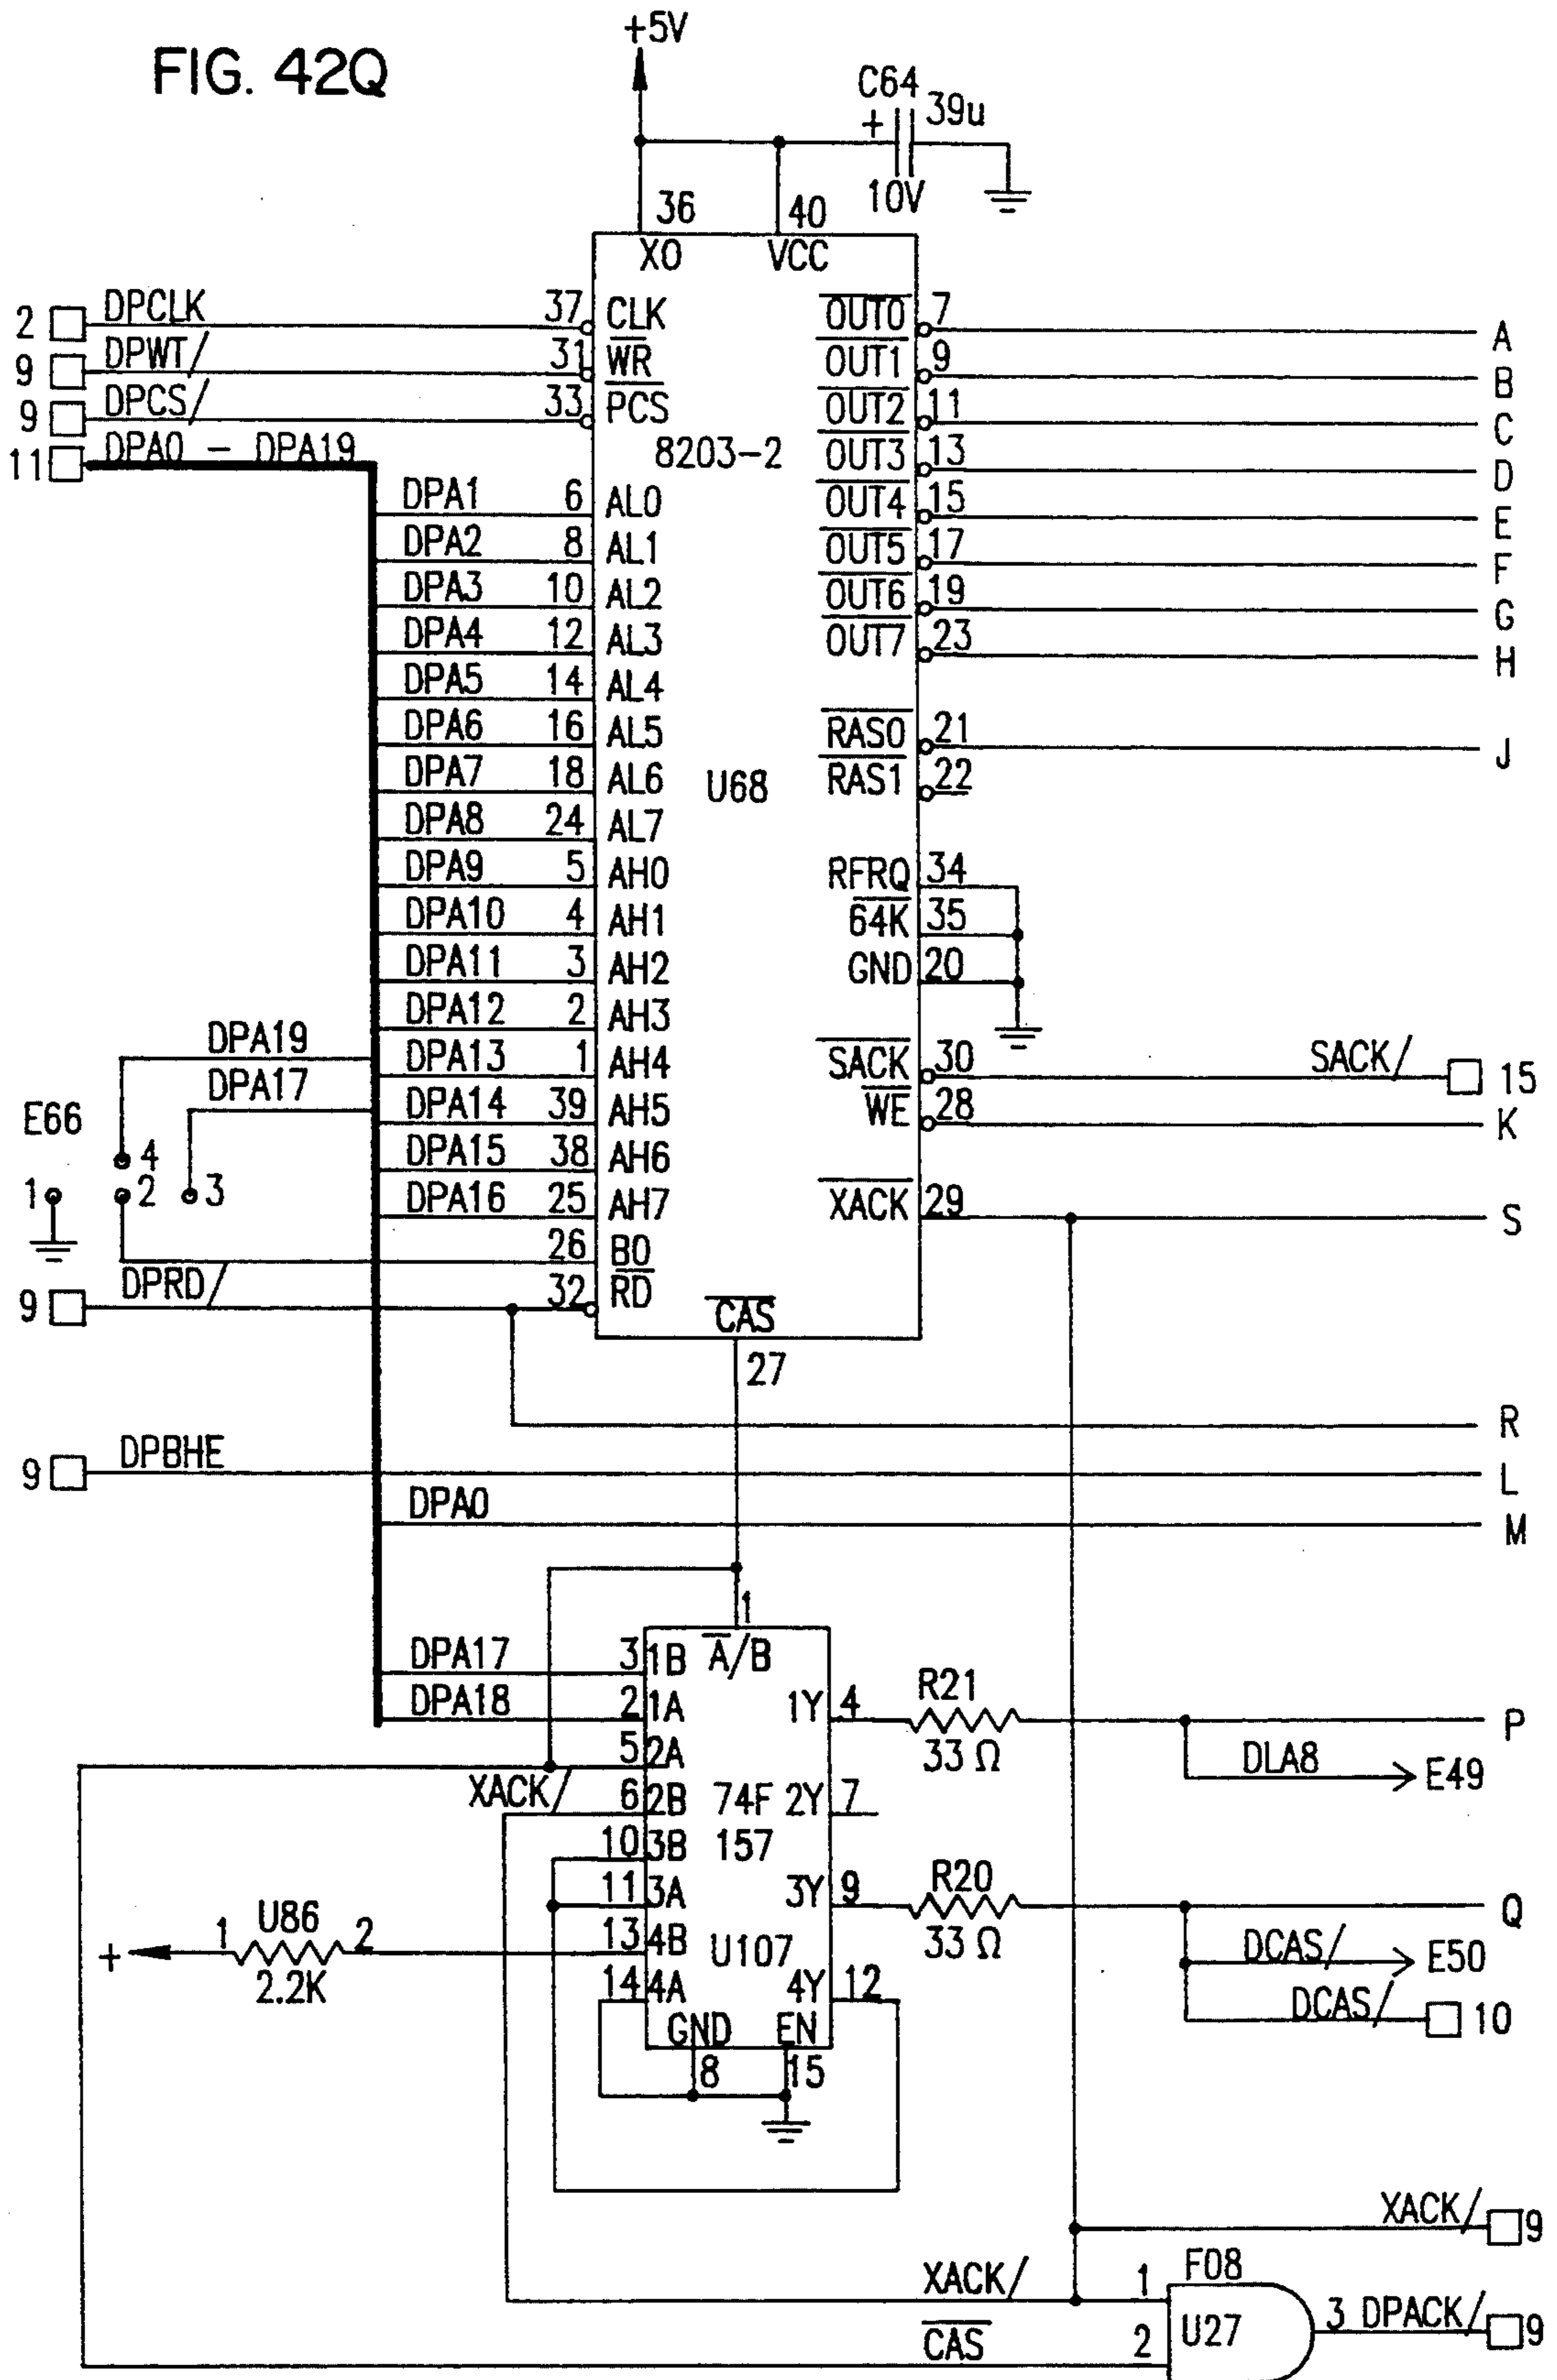 FIG. 42Q
+5V
C64
+
39u
10V
36
40
XO
VCC
2
DPCLK
37
CLK
OUT0
7
A
9
DPWT/
31
WR
OUT1
9
B
9
DPCS/
33
PCS
OUT2
11
C
11
DPA0 - DPA19
8203-2
OUT3
13
D
DPA1
6
AL0
OUT4
15
E
DPA2
8
AL1
OUT5
17
F
DPA3
10
AL2
OUT6
19
G
DPA4
12
AL3
OUT7
23
H
DPA5
14
AL4
DPA6
16
AL5
RAS0
21
J
DPA7
18
AL6
U68
RAS1
22
DPA8
24
AL7
DPA9
5
AH0
RFRQ
34
DPA10
4
AH1
64K
35
DPA11
3
AH2
GND
20
DPA12
2
AH3
DPA19
DPA13
1
AH4
SACK
30
SACK/
15
DPA17
E66
DPA14
39
AH5
WE
28
K
4
DPA15
38
AH6
1
2
3
DPA16
25
AH7
XACK
29
S
26
B0
9
DPRD/
32
RD
CAS
27
R
9
DPBHE
L
DPA0
M
1
DPA17
3
1B
A/B
DPA18
2
1A
1Y
4
R21
33 Ω
P
5
2A
DLA8
E49
XACK/
6
2B
74F
2Y
7
10
3B
157
11
3A
3Y
9
R20
33 Ω
Q
+
1
U86
2
2.2K
13
4B
U107
DCAS/
E50
14
4A
4Y
12
DCAS/
10
GND
EN
8
15
XACK/
9
XACK/
1
F08
U27
3
DPACK/
9
CAS
2